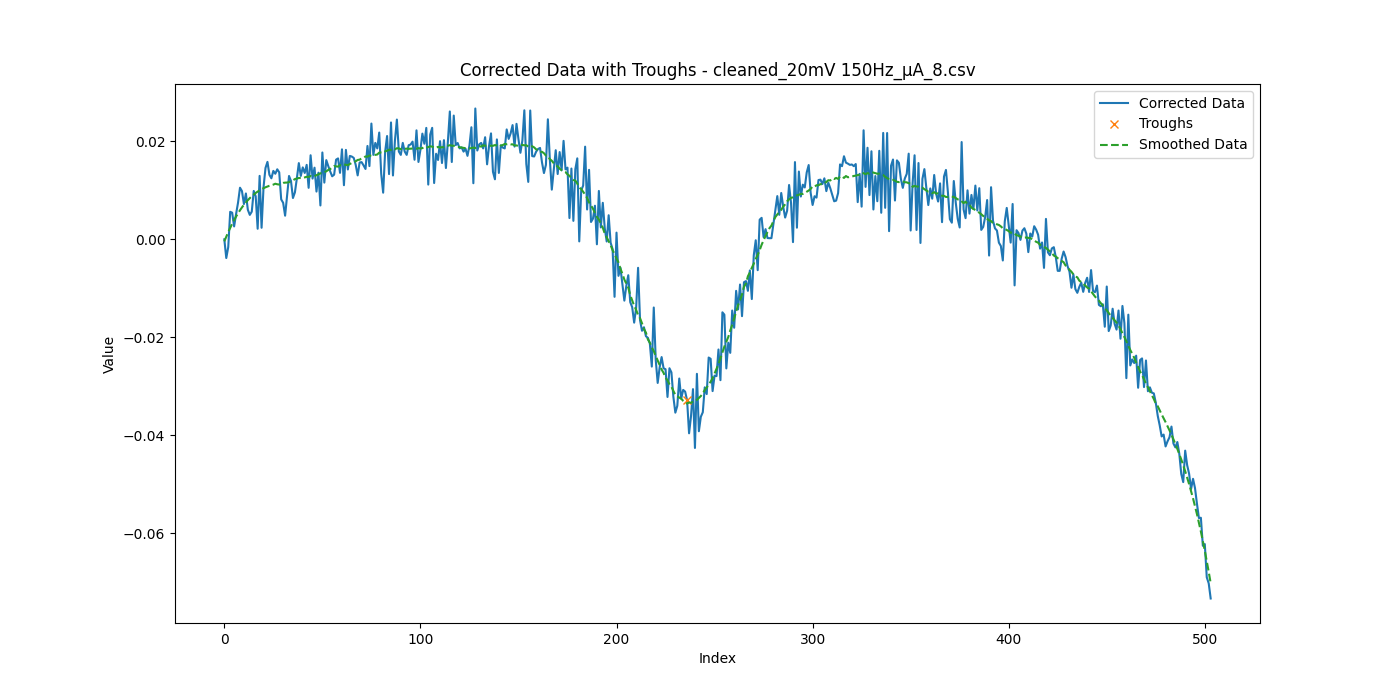 Corrected Data with Troughs - cleaned_20mV 150Hz_µA_8.csv
Corrected Data
Troughs
Smoothed Data
0.02
0.00
−0.02
−0.04
−0.06
Value
0
100
200
300
400
500
Index